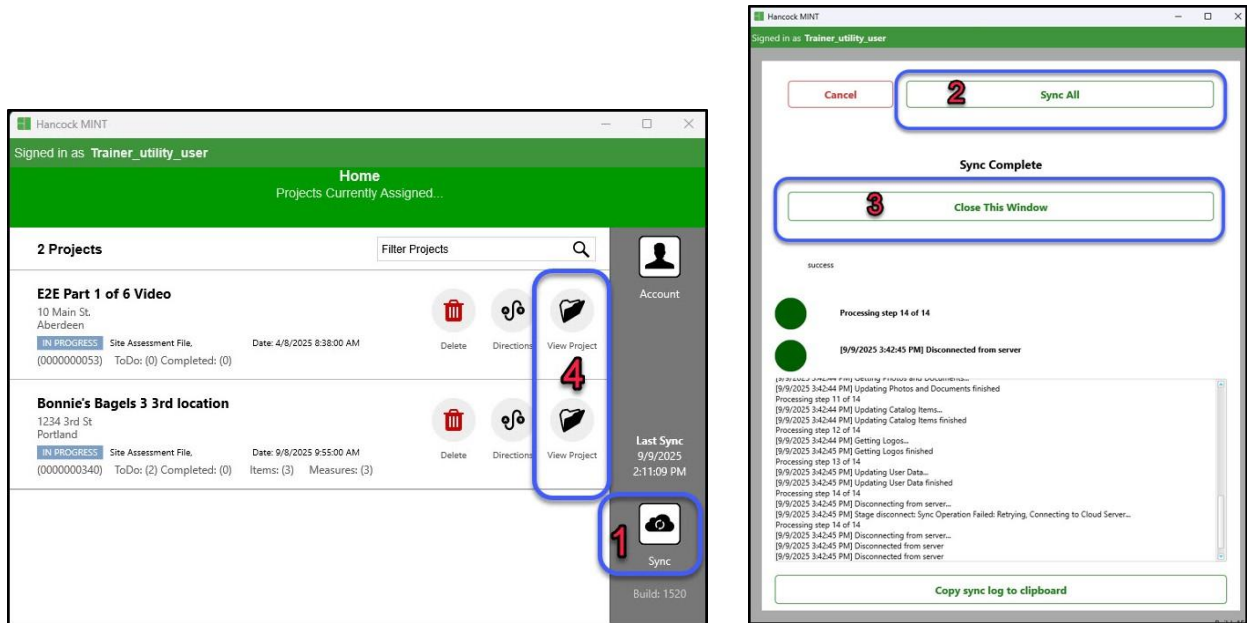 Hancock MINT
Signed in as Trainer_utility_user
Home
Projects Currently Assigned...
2 Projects
Filter Projects
Account
E2E Part 1 of 6 Video
10 Main St.
Aberdeen
IN PROGRESS Site Assessment File, Date: 4/8/2025 8:38:00 AM
(0000000053) ToDo: (0) Completed: (0)
Delete Directions View Project
4
Bonnie's Bagels 3 3rd location
1234 3rd St
Portland
IN PROGRESS Site Assessment File, Date: 9/8/2025 9:55:00 AM
(0000000340) ToDo: (2) Completed: (0) Items: (3) Measures: (3)
Delete Directions View Project
Last Sync
9/9/2025
2:11:09 PM
1
Sync
Build: 1520
Hancock MINT
Signed in as Trainer_utility_user
Cancel
2 Sync All
Sync Complete
3 Close This Window
success
Processing step 14 of 14
[9/9/2025 3:42:45 PM] Disconnected from server
[9/9/2025 3:42:44 PM] Getting Photos and Documents...
[9/9/2025 3:42:44 PM] Updating Photos and Documents finished
Processing step 11 of 14
[9/9/2025 3:42:44 PM] Updating Catalog Items...
[9/9/2025 3:42:44 PM] Updating Catalog Items finished
Processing step 12 of 14
[9/9/2025 3:42:44 PM] Getting Logos...
[9/9/2025 3:42:45 PM] Getting Logos finished
Processing step 13 of 14
[9/9/2025 3:42:45 PM] Updating User Data...
[9/9/2025 3:42:45 PM] Updating User Data finished
Processing step 14 of 14
[9/9/2025 3:42:45 PM] Disconnecting from server...
[9/9/2025 3:42:45 PM] Stage disconnect: Sync Operation Failed: Retrying, Connecting to Cloud Server...
Processing step 14 of 14
[9/9/2025 3:42:45 PM] Disconnecting from server...
[9/9/2025 3:42:45 PM] Disconnected from server
[9/9/2025 3:42:45 PM] Disconnected from server
Copy sync log to clipboard